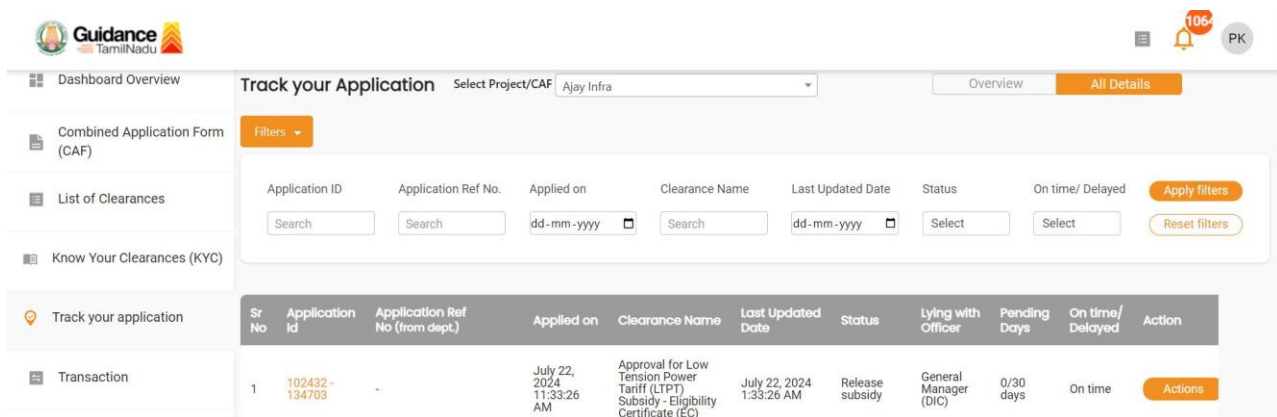 Guidance
TamilNadu
1064
PK
Dashboard Overview
Track your Application Select Project/CAF Ajay Infra Overview All Details
Combined Application Form
(CAF)
Filters
List of Clearances
Application ID Application Ref No. Applied on Clearance Name Last Updated Date Status On time/ Delayed Apply filters
Search Search dd-mm-yyyy Search dd-mm-yyyy Select Select Reset filters
Know Your Clearances (KYC)
Track your application
Sr
No
Application
Id
Application Ref
No (from dept.)
Applied on
Clearance Name
Last Updated
Date
Status
Lying with
Officer
Pending
Days
On time/
Delayed
Action
Transaction
1
102432 -
134703
-
July 22,
2024
11:33:26
AM
Approval for Low
Tension Power
Tariff (LTPT)
Subsidy - Eligibility
Certificate (EC)
July 22, 2024
1:33:26 AM
Release
subsidy
General
Manager
(DIC)
0/30
days
On time
Actions